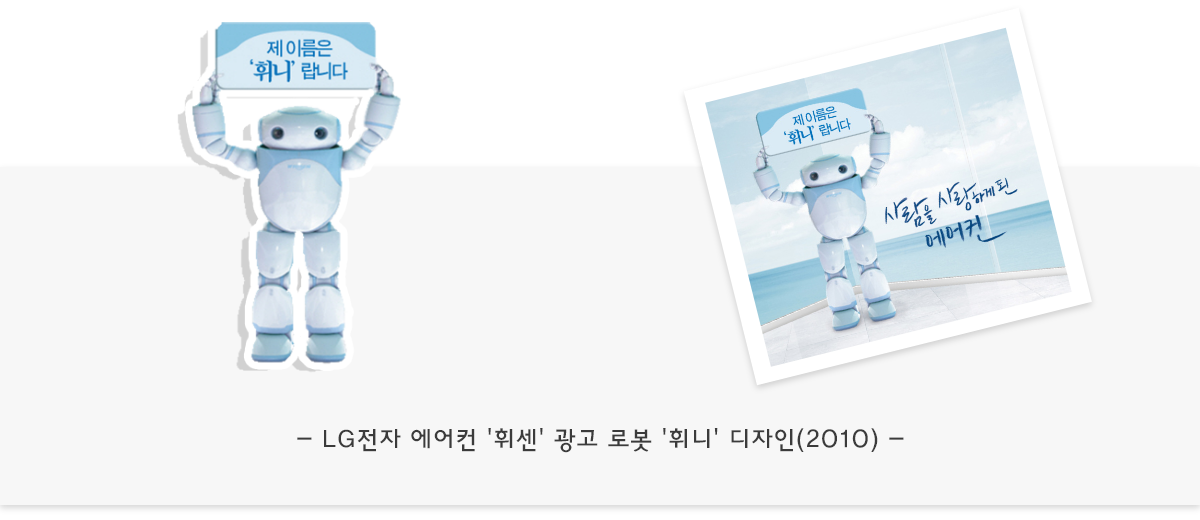 제 이름은
‘휘니’ 랍니다
제 이름은
‘휘니’ 랍니다
사람을 사랑하게 된
에어컨
– LG전자 에어컨 '휘센' 광고 로봇 '휘니' 디자인(2010) –